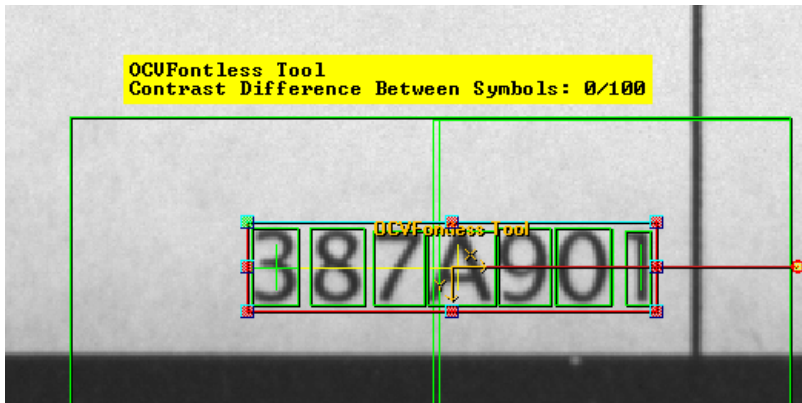 OCVFontless Tool
Contrast Difference Between Symbols: 0/100
OCVFontless Tool
387A901
X
Y